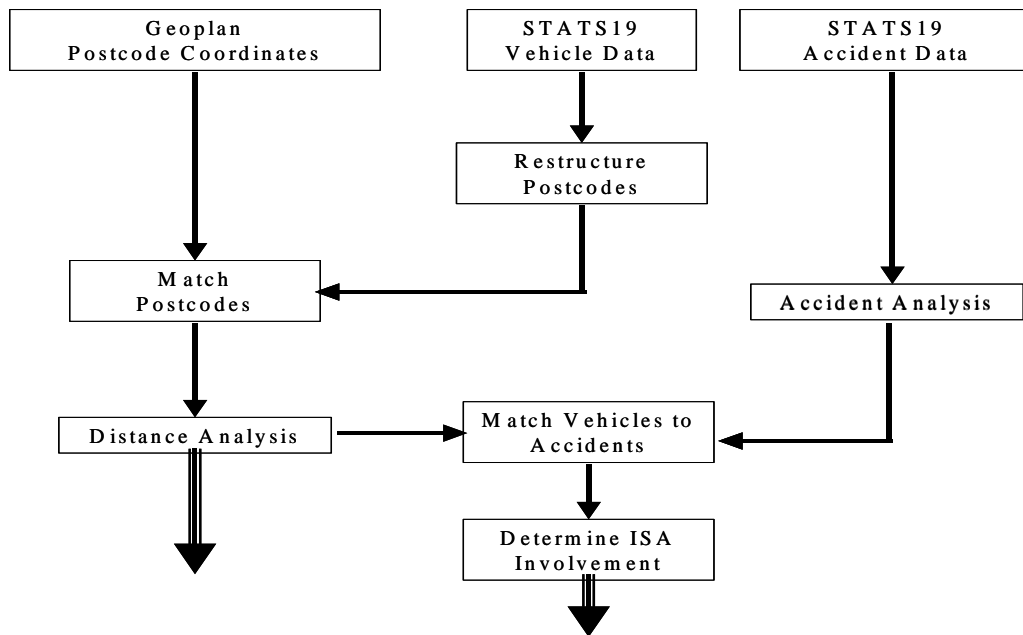 Geoplan
Postcode Coordinates
STATS19
Vehicle Data
STATS19
Accident Data
Restructure
Postcodes
Match
Postcodes
Accident Analysis
Distance Analysis
Match Vehicles to
Accidents
Determine ISA
Involvement